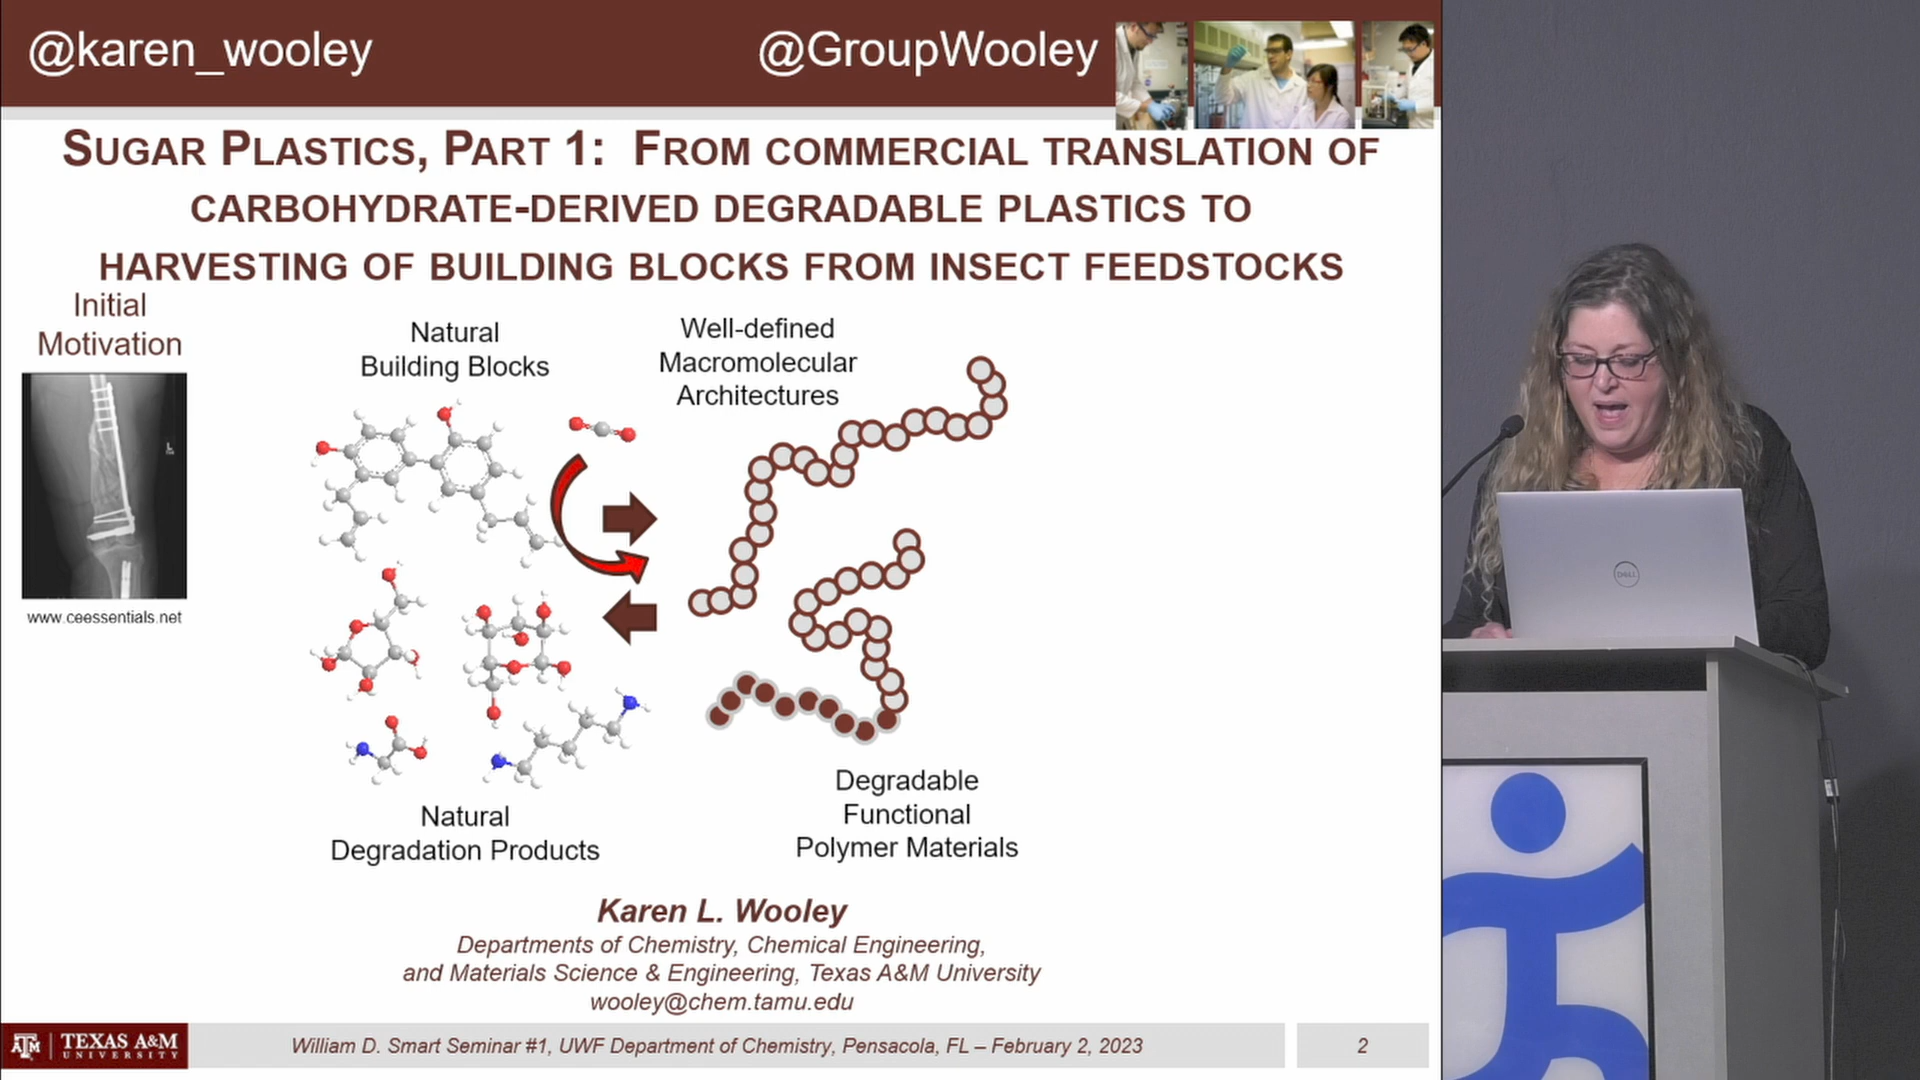 @karen_wooley
@GroupWooley
SUGAR PLASTICS, PART 1: FROM COMMERCIAL TRANSLATION OF
CARBOHYDRATE-DERIVED DEGRADABLE PLASTICS TO
HARVESTING OF BUILDING BLOCKS FROM INSECT FEEDSTOCKS
Initial
Motivation
L
www.ceessentials.net
Natural
Building Blocks
Well-defined
Macromolecular
Architectures
Natural
Degradation Products
Degradable
Functional
Polymer Materials
Karen L. Wooley
Departments of Chemistry, Chemical Engineering,
and Materials Science & Engineering, Texas A&M University
wooley@chem.tamu.edu
ATM TEXAS A&M
UNIVERSITY
William D. Smart Seminar #1, UWF Department of Chemistry, Pensacola, FL – February 2, 2023
2
DELL